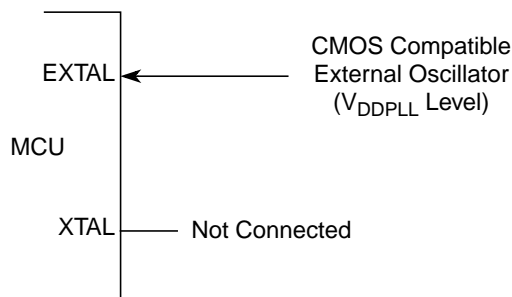 CMOS Compatible
EXTAL External Oscillator
(VDDPLL Level)
MCU
XTAL Not Connected